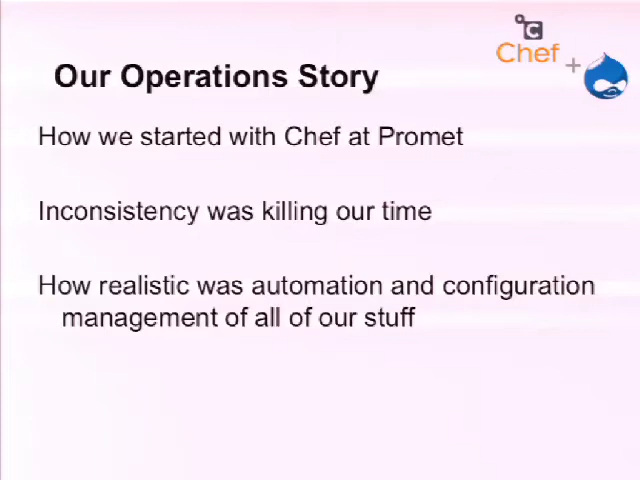 Chef
+
Our Operations Story
How we started with Chef at Promet
Inconsistency was killing our time
How realistic was automation and configuration
management of all of our stuff